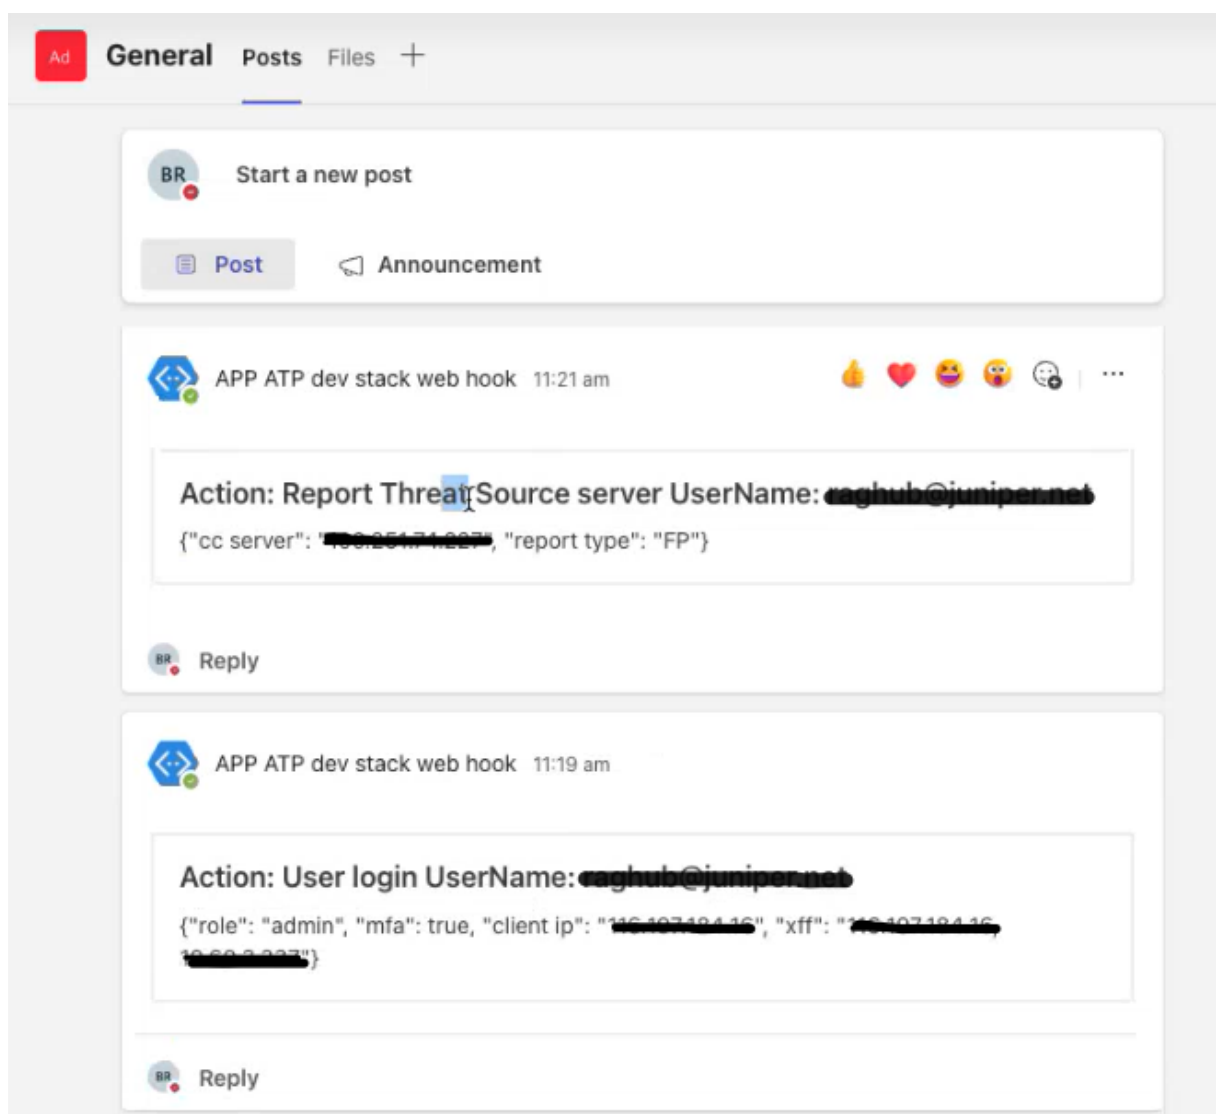 Ad General Posts Files
BR Start a new post
Post Announcement
APP ATP dev stack web hook 11:21 am
Action: Report Threat Source server UserName:
{"cc server": "", "report type": "FP"}
BR Reply
APP ATP dev stack web hook 11:19 am
Action: User login UserName:
{"role": "admin", "mfa": true, "client ip": "", "xff": "
"}
BR Reply